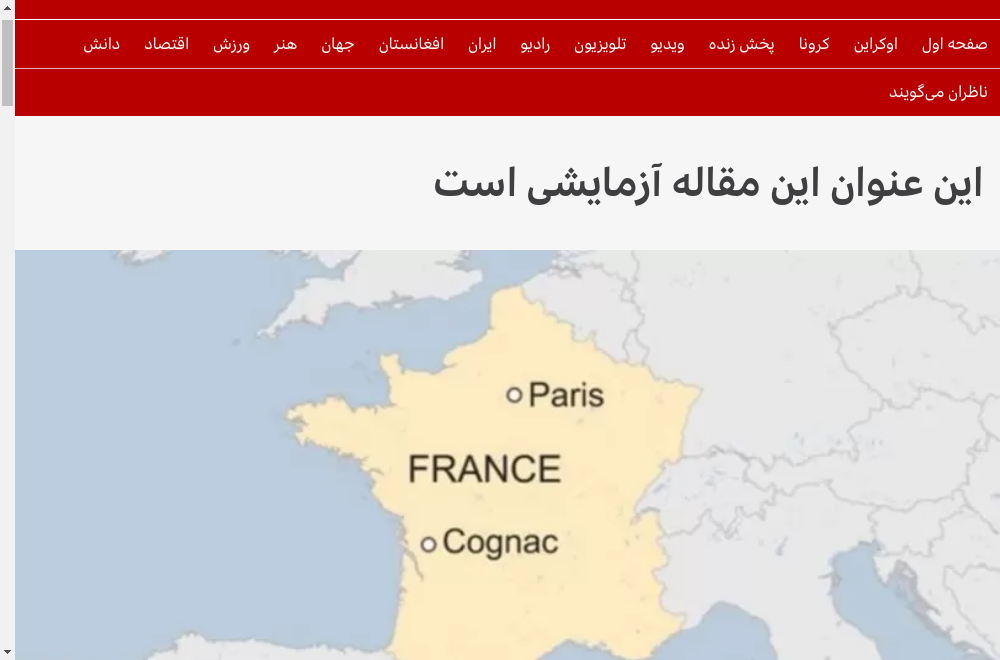 صفحه اول اوکراین کرونا پخش زنده ویدیو تلویزیون رادیو ایران افغانستان جهان هنر ورزش اقتصاد دانش
ناظران می‌گویند
این عنوان این مقاله آزمایشی است
Paris
FRANCE
Cognac